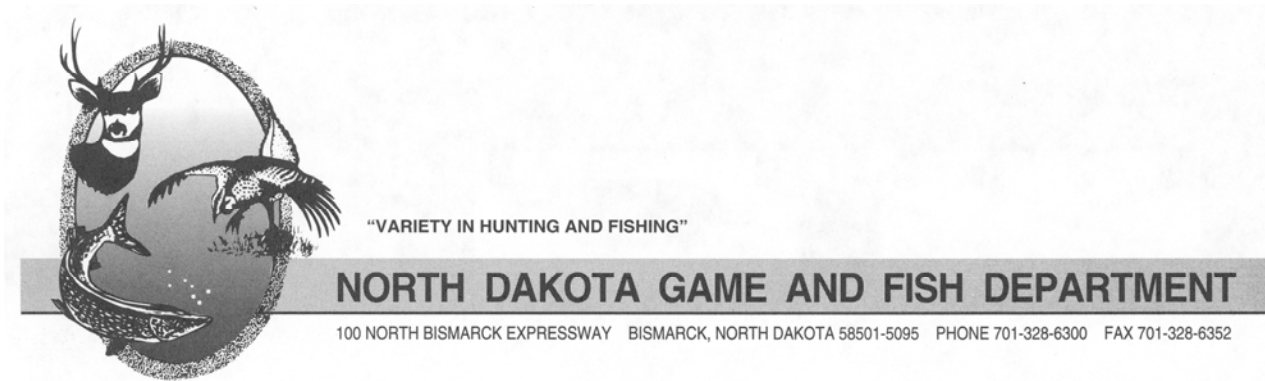 "VARIETY IN HUNTING AND FISHING"
NORTH DAKOTA GAME AND FISH DEPARTMENT
100 NORTH BISMARCK EXPRESSWAY BISMARCK, NORTH DAKOTA 58501-5095 PHONE 701-328-6300 FAX 701-328-6352